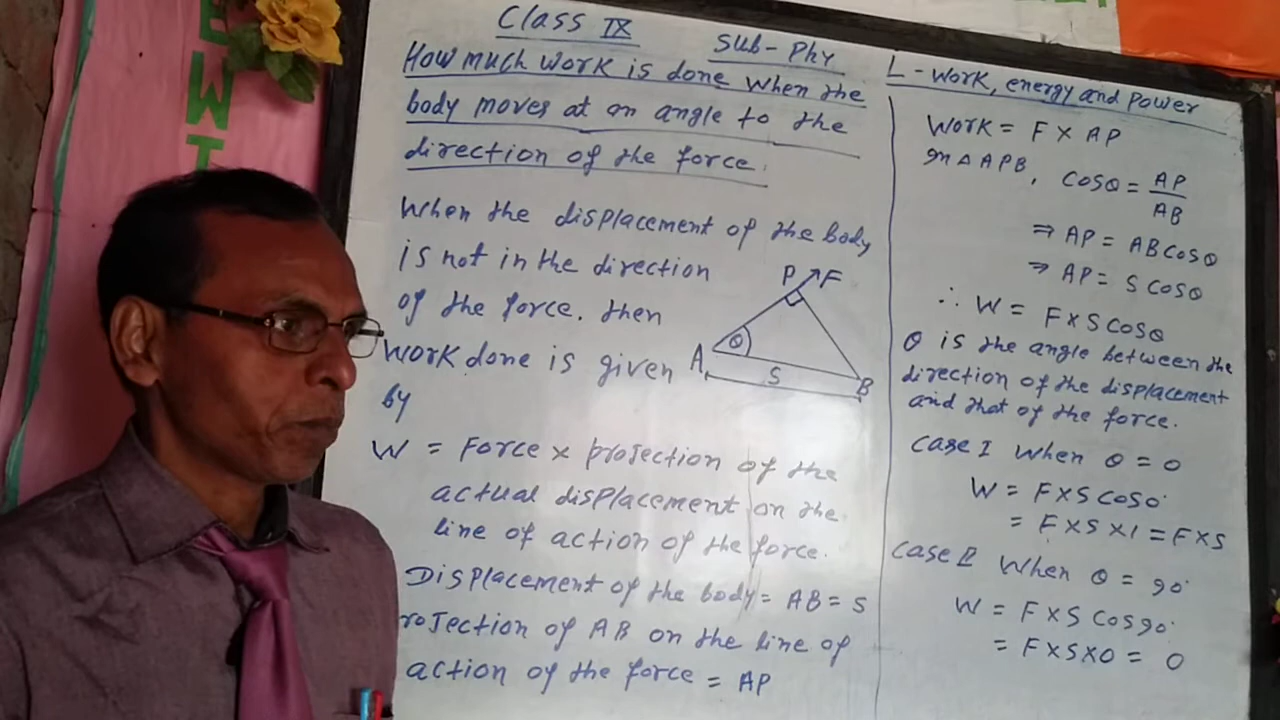 EWI
Class IX
Sub-Phy
L-Work, energy and Power
How much work is done when the
body moves at an angle to the
direction of the force.
When the displacement of the body
is not in the direction
of the force. then
work done is given
by
W = Force × projection of the
actual displacement on the
line of action of the force.
Displacement of the body = AB = S
rojection of AB on the line of
action of the force = AP
P F
A θ
S B
Work = F × AP
In △ APB, cosθ = AP/AB
⇒ AP = AB cosθ
⇒ AP = S cosθ
∴ W = F × S cosθ
θ is the angle between the
direction of the displacement
and that of the force.
Case I When θ = 0
W = F × S cos0°
= F × S × 1 = F × S
Case II When θ = 90°
W = F × S cos90°
= F × S × 0 = 0